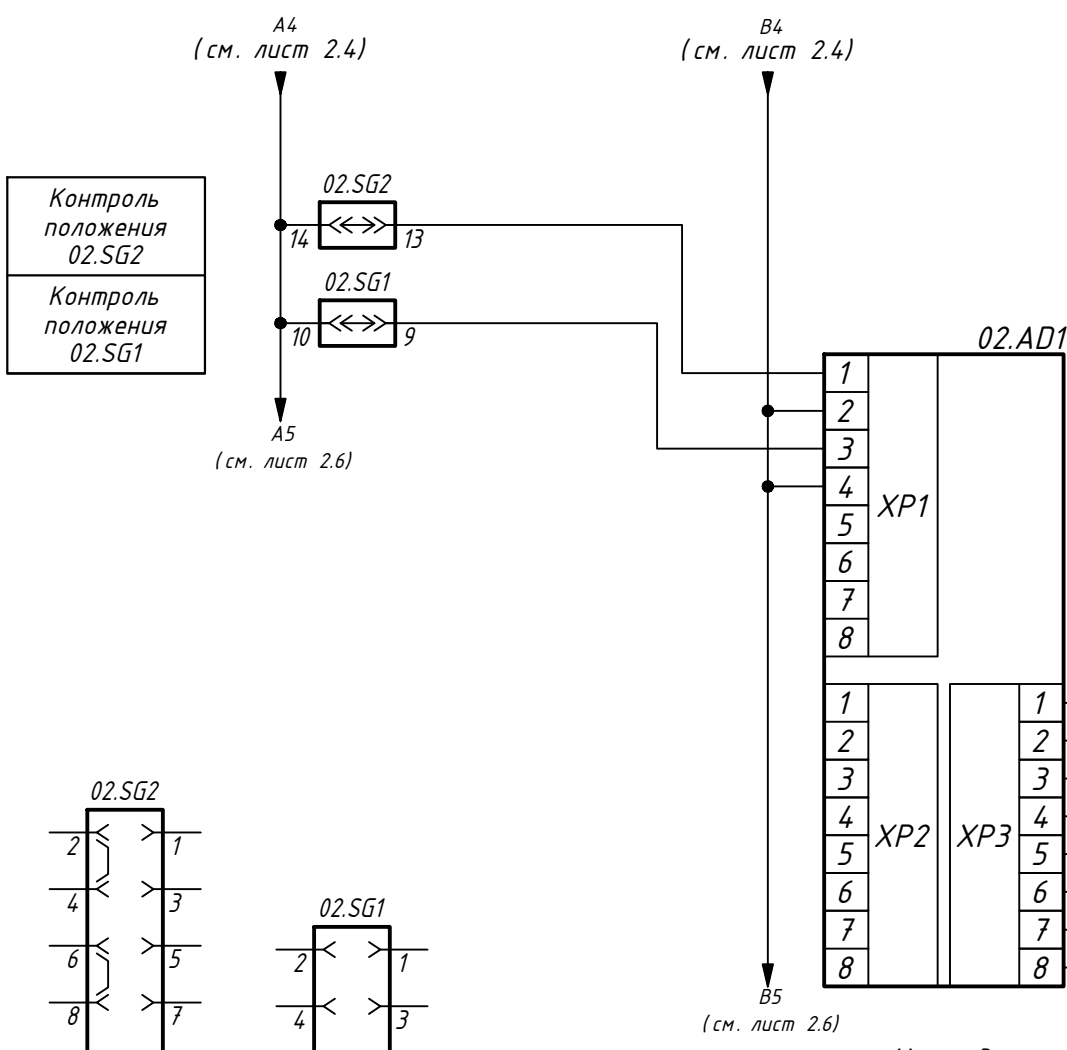 A4
(см. лист 2.4)
B4
(см. лист 2.4)
Контроль
положения
02.SG2
Контроль
положения
02.SG1
02.SG2
14
13
02.SG1
10
9
A5
(см. лист 2.6)
02.AD1
1
2
3
4
5
6
7
8
XP1
1
2
3
4
5
6
7
8
XP2
XP3
1
2
3
4
5
6
7
8
02.SG2
2
1
4
3
6
5
8
7
02.SG1
2
1
4
3
B5
(см. лист 2.6)